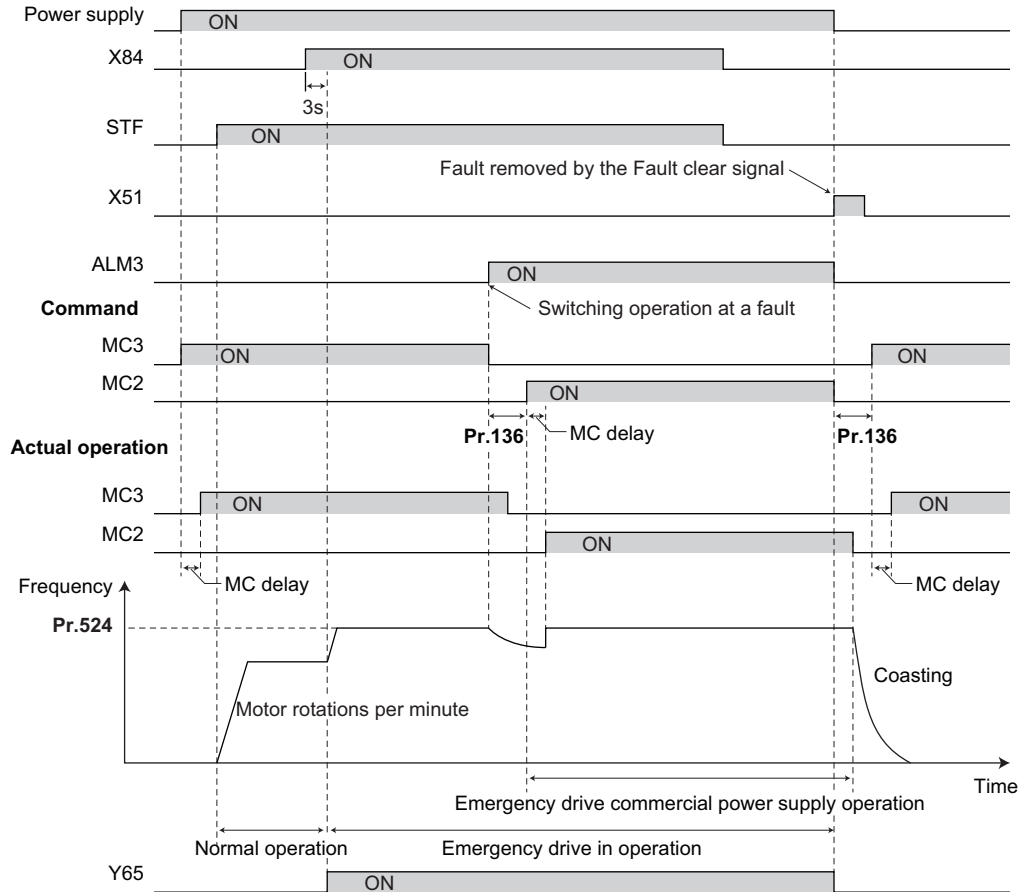 Power supply
ON
X84
ON
3s
STF
ON
Fault removed by the Fault clear signal
X51
ALM3
ON
Switching operation at a fault
Command
MC3
ON
ON
MC2
ON
Pr.136
MC delay
Pr.136
Actual operation
MC3
ON
ON
MC2
ON
MC delay
MC delay
Frequency
Pr.524
Motor rotations per minute
Coasting
Time
Emergency drive commercial power supply operation
Normal operation
Emergency drive in operation
Y65
ON